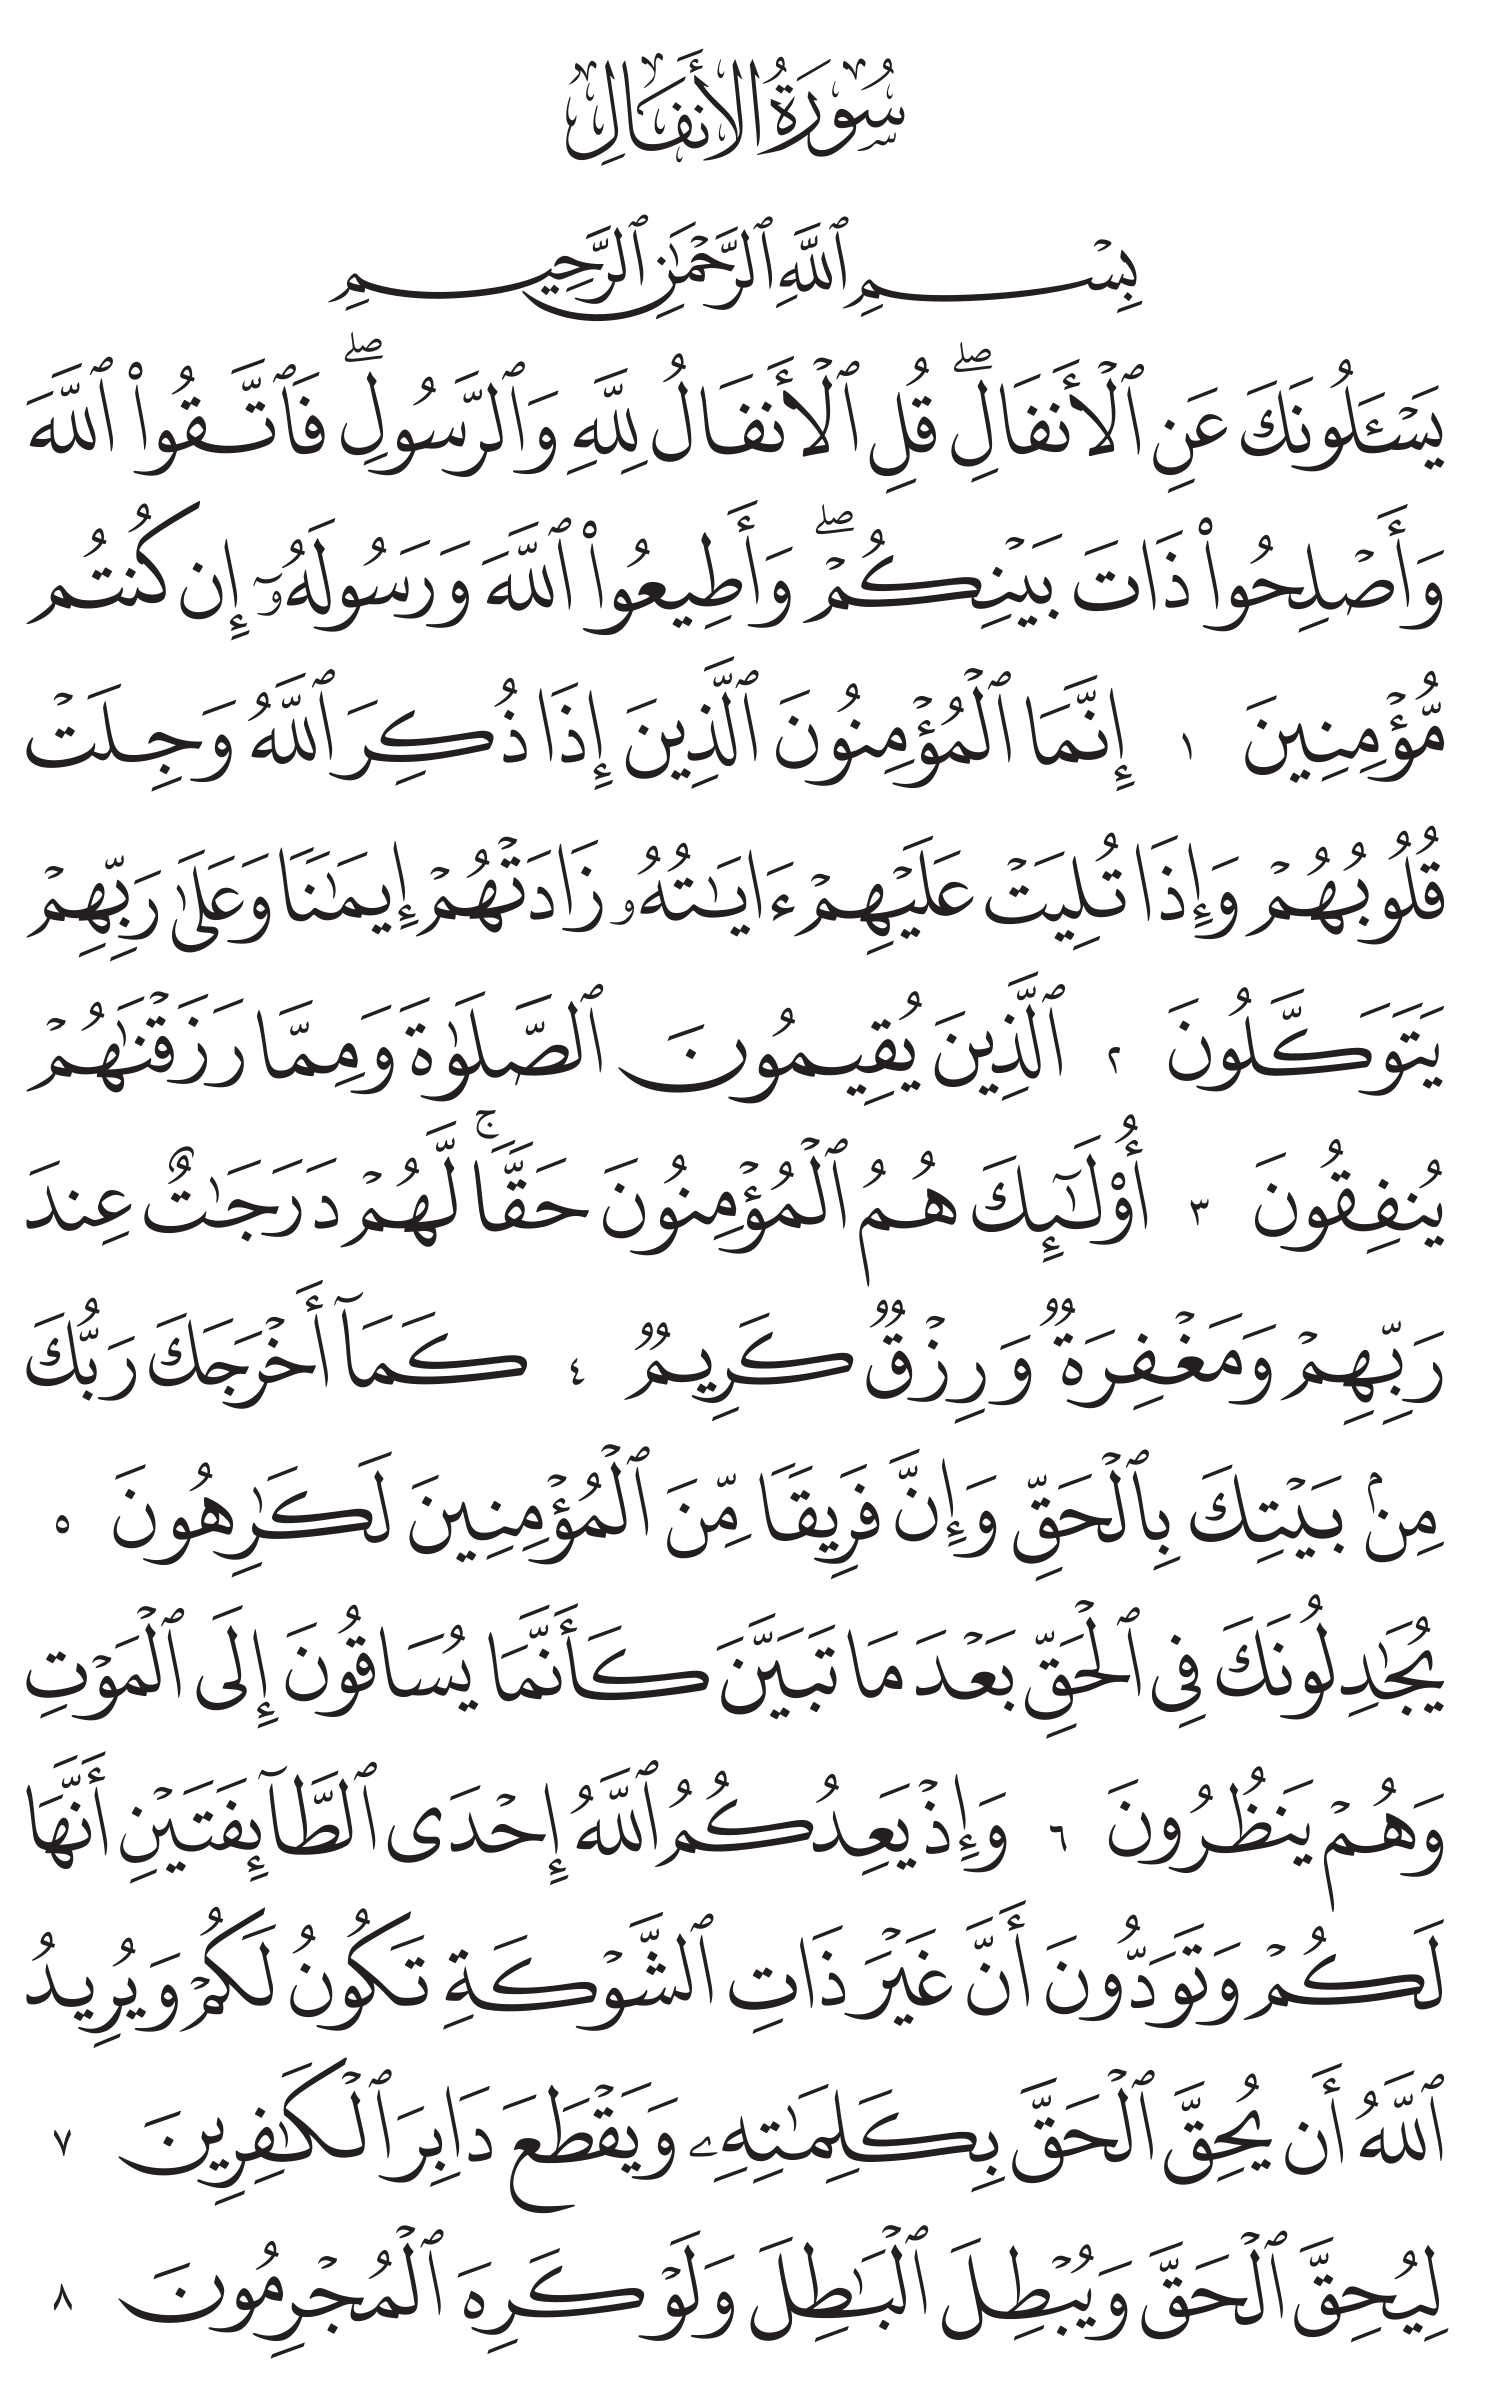 سُورَةُ الأَنفَالِ
بِسْمِ ٱللَّهِ ٱلرَّحْمَٰنِ ٱلرَّحِيمِ
يَسْـَٔلُونَكَ عَنِ ٱلْأَنفَالِۖ قُلِ ٱلْأَنفَالُ لِلَّهِ وَٱلرَّسُولِۖ فَٱتَّقُوا۟ ٱللَّهَ
وَأَصْلِحُوا۟ ذَاتَ بَيْنِكُمْۖ وَأَطِيعُوا۟ ٱللَّهَ وَرَسُولَهُۥٓ إِن كُنتُم
مُّؤْمِنِينَ ١ إِنَّمَا ٱلْمُؤْمِنُونَ ٱلَّذِينَ إِذَا ذُكِرَ ٱللَّهُ وَجِلَتْ
قُلُوبُهُمْ وَإِذَا تُلِيَتْ عَلَيْهِمْ ءَايَٰتُهُۥ زَادَتْهُمْ إِيمَٰنًا وَعَلَىٰ رَبِّهِمْ
يَتَوَكَّلُونَ ٢ ٱلَّذِينَ يُقِيمُونَ ٱلصَّلَوٰةَ وَمِمَّا رَزَقْنَٰهُمْ
يُنفِقُونَ ٣ أُو۟لَٰٓئِكَ هُمُ ٱلْمُؤْمِنُونَ حَقًّاۚ لَّهُمْ دَرَجَٰتٌ عِندَ
رَبِّهِمْ وَمَغْفِرَةٌ وَرِزْقٌ كَرِيمٌ ٤ كَمَآ أَخْرَجَكَ رَبُّكَ
مِنۢ بَيْتِكَ بِٱلْحَقِّ وَإِنَّ فَرِيقًا مِّنَ ٱلْمُؤْمِنِينَ لَكَٰرِهُونَ ٥
يُجَٰدِلُونَكَ فِى ٱلْحَقِّ بَعْدَ مَا تَبَيَّنَ كَأَنَّمَا يُسَاقُونَ إِلَى ٱلْمَوْتِ
وَهُمْ يَنظُرُونَ ٦ وَإِذْ يَعِدُكُمُ ٱللَّهُ إِحْدَى ٱلطَّآئِفَتَيْنِ أَنَّهَا
لَكُمْ وَتَوَدُّونَ أَنَّ غَيْرَ ذَاتِ ٱلشَّوْكَةِ تَكُونُ لَكُمْ وَيُرِيدُ
ٱللَّهُ أَن يُحِقَّ ٱلْحَقَّ بِكَلِمَٰتِهِۦ وَيَقْطَعَ دَابِرَ ٱلْكَٰفِرِينَ ٧
لِيُحِقَّ ٱلْحَقَّ وَيُبْطِلَ ٱلْبَٰطِلَ وَلَوْ كَرِهَ ٱلْمُجْرِمُونَ ٨